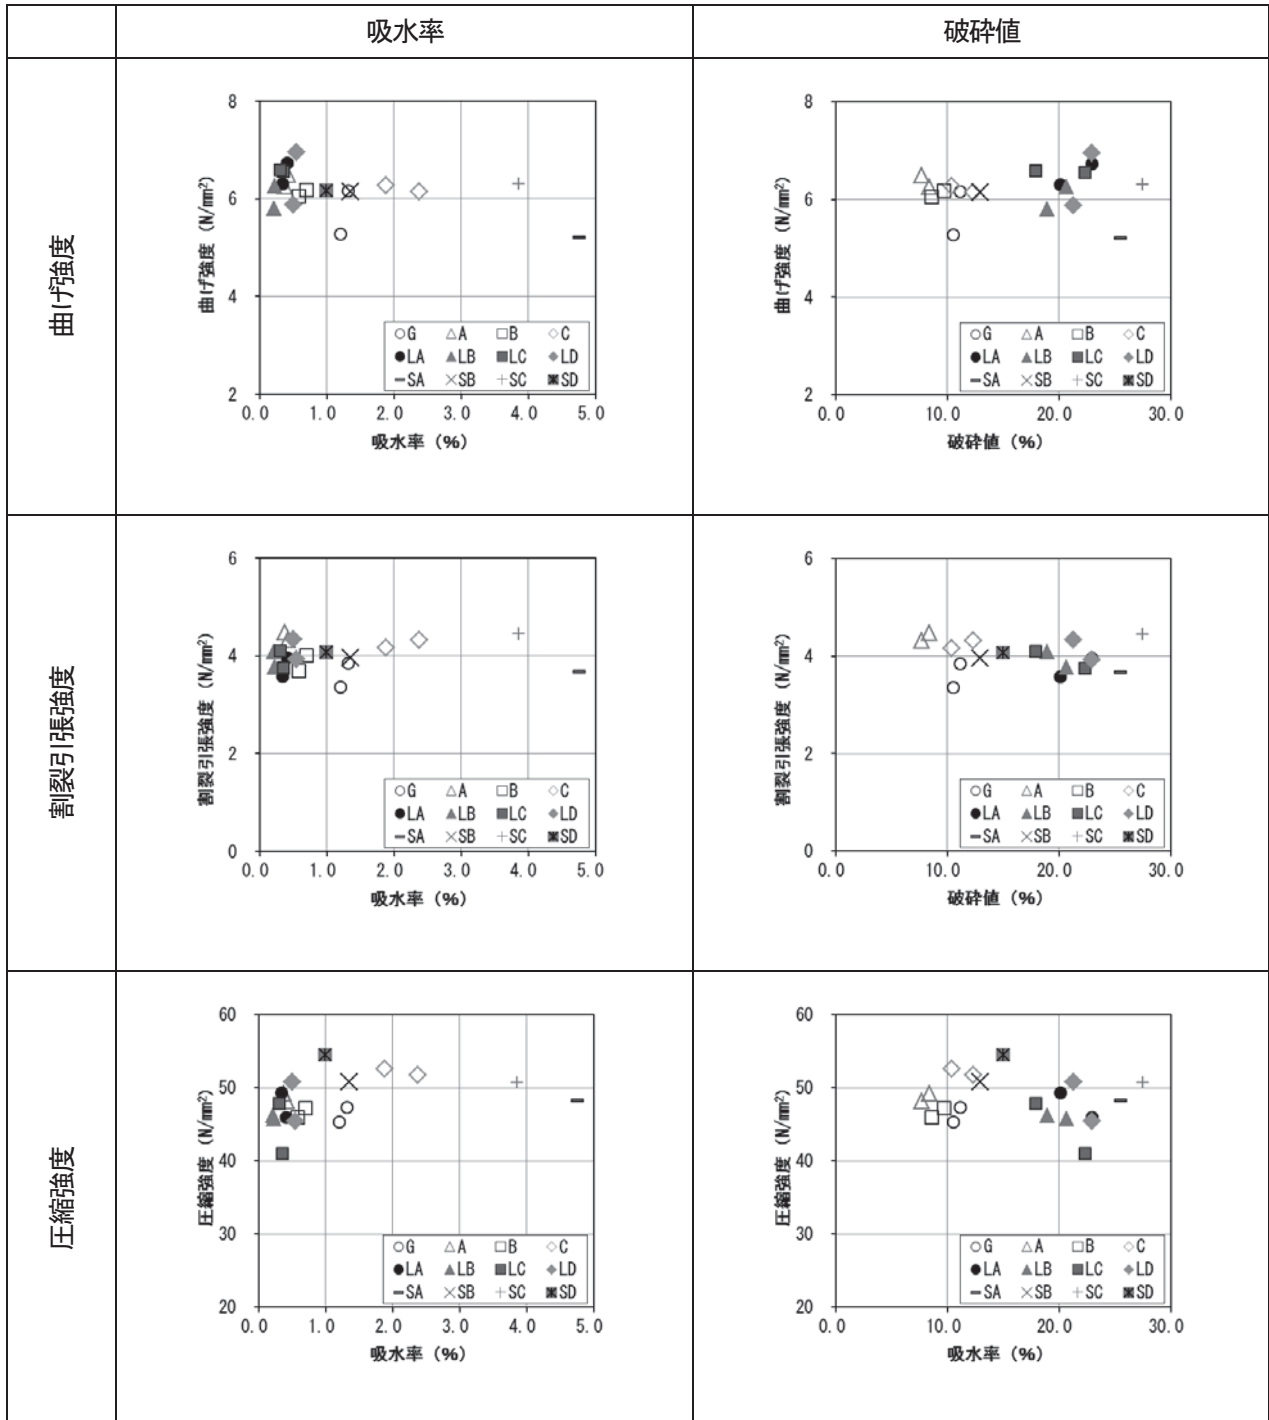 吸水率
破砕値
曲げ強度
8
6
4
2
0.0 1.0 2.0 3.0 4.0 5.0
曲げ強度 (N/mm²)
吸水率 (%)
G A B C
LA LB LC LD
SA SB SC SD
8
6
4
2
0.0 10.0 20.0 30.0
曲げ強度 (N/mm²)
破砕値 (%)
G A B C
LA LB LC LD
SA SB SC SD
割裂引張強度
6
4
2
0
0.0 1.0 2.0 3.0 4.0 5.0
割裂引張強度 (N/mm²)
吸水率 (%)
G A B C
LA LB LC LD
SA SB SC SD
6
4
2
0
0.0 10.0 20.0 30.0
割裂引張強度 (N/mm²)
破砕値 (%)
G A B C
LA LB LC LD
SA SB SC SD
圧縮強度
60
50
40
30
20
0.0 1.0 2.0 3.0 4.0 5.0
圧縮強度 (N/mm²)
吸水率 (%)
G A B C
LA LB LC LD
SA SB SC SD
60
50
40
30
20
0.0 10.0 20.0 30.0
圧縮強度 (N/mm²)
吸水率 (%)
G A B C
LA LB LC LD
SA SB SC SD